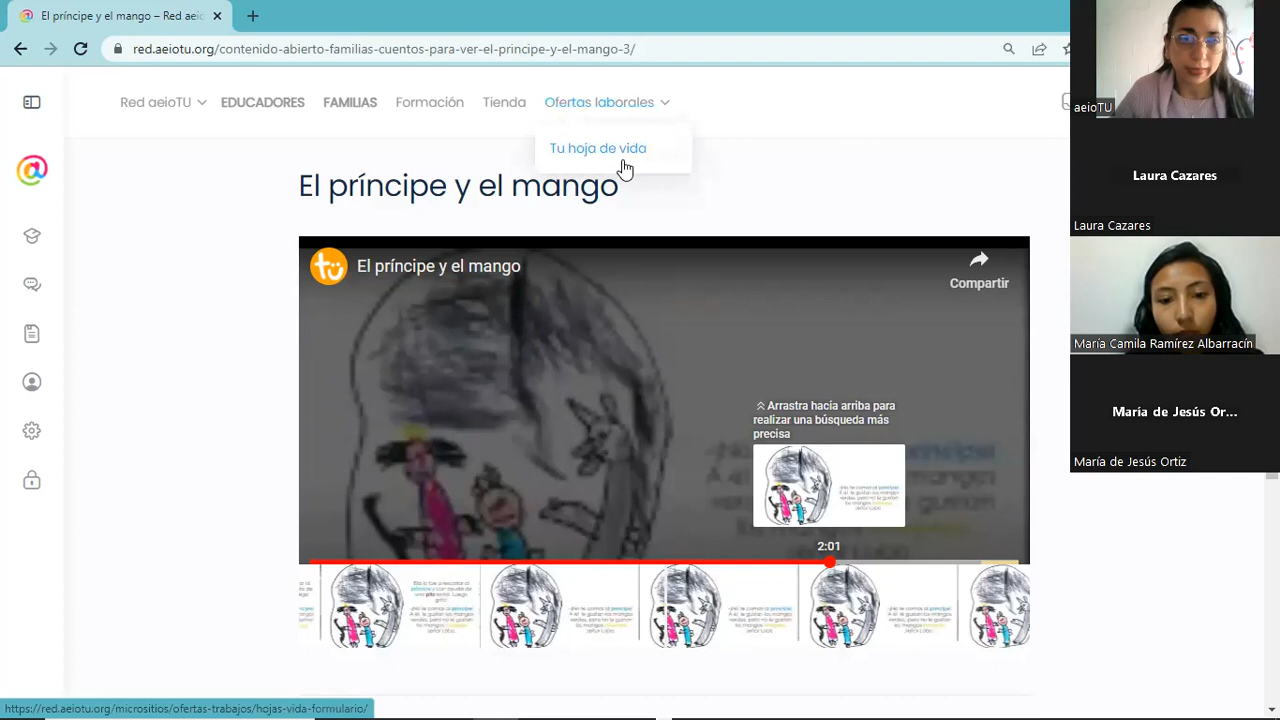 El príncipe y el mango – Red aeio
red.aeiotu.org/contenido-abierto-familias-cuentos-para-ver-el-principe-y-el-mango-3/
Red aeioTU
EDUCADORES
FAMILIAS
Formación
Tienda
Ofertas laborales
Tu hoja de vida
El príncipe y el mango
tu
El príncipe y el mango
Compartir
Arrastra hacia arriba para
realizar una búsqueda más
precisa
2:01
https://red.aeiotu.org/micrositios/ofertas-trabajos/hojas-vida-formulario/
aeioTU
Laura Cazares
Laura Cazares
María Camila Ramírez Albarracín
María de Jesús Or...
María de Jesús Ortiz